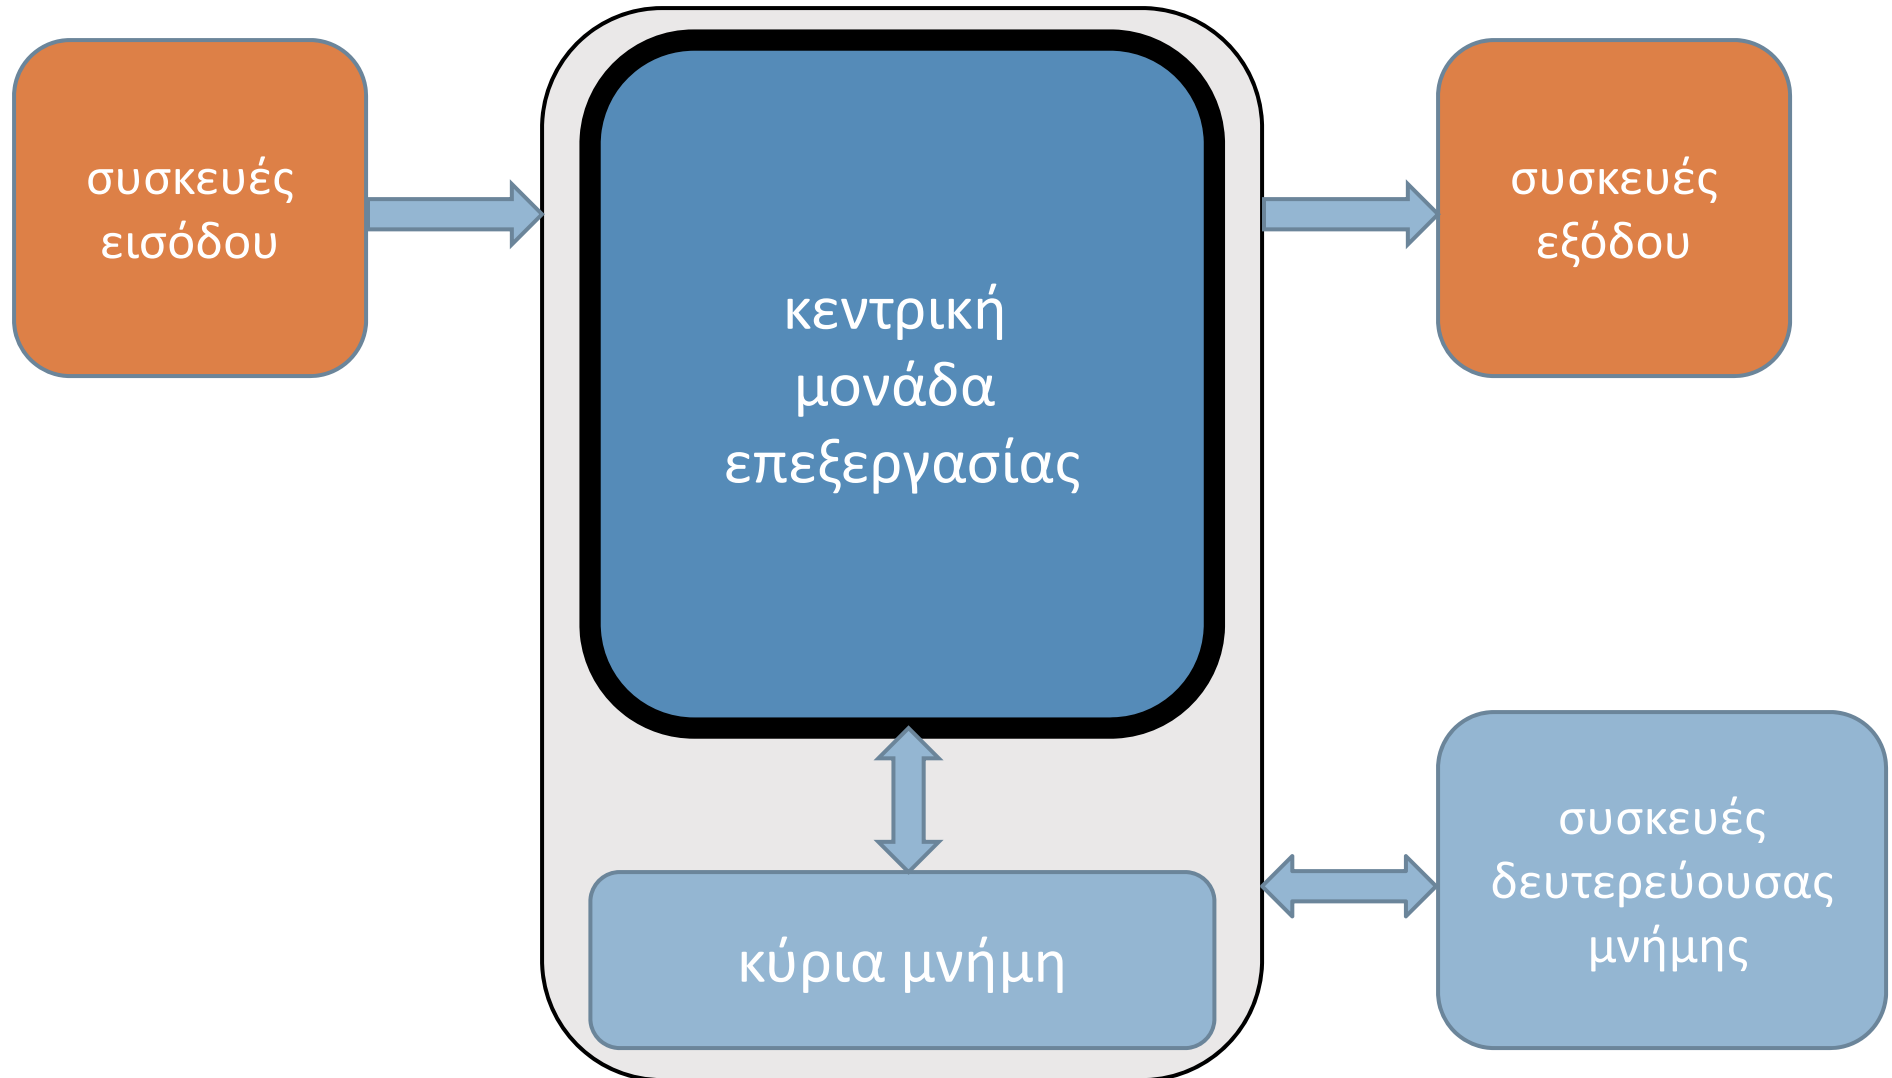 συσκευές
εισόδου
κεντρική
μονάδα
επεξεργασίας
συσκευές
εξόδου
κύρια μνήμη
συσκευές
δευτερεύουσας
μνήμης